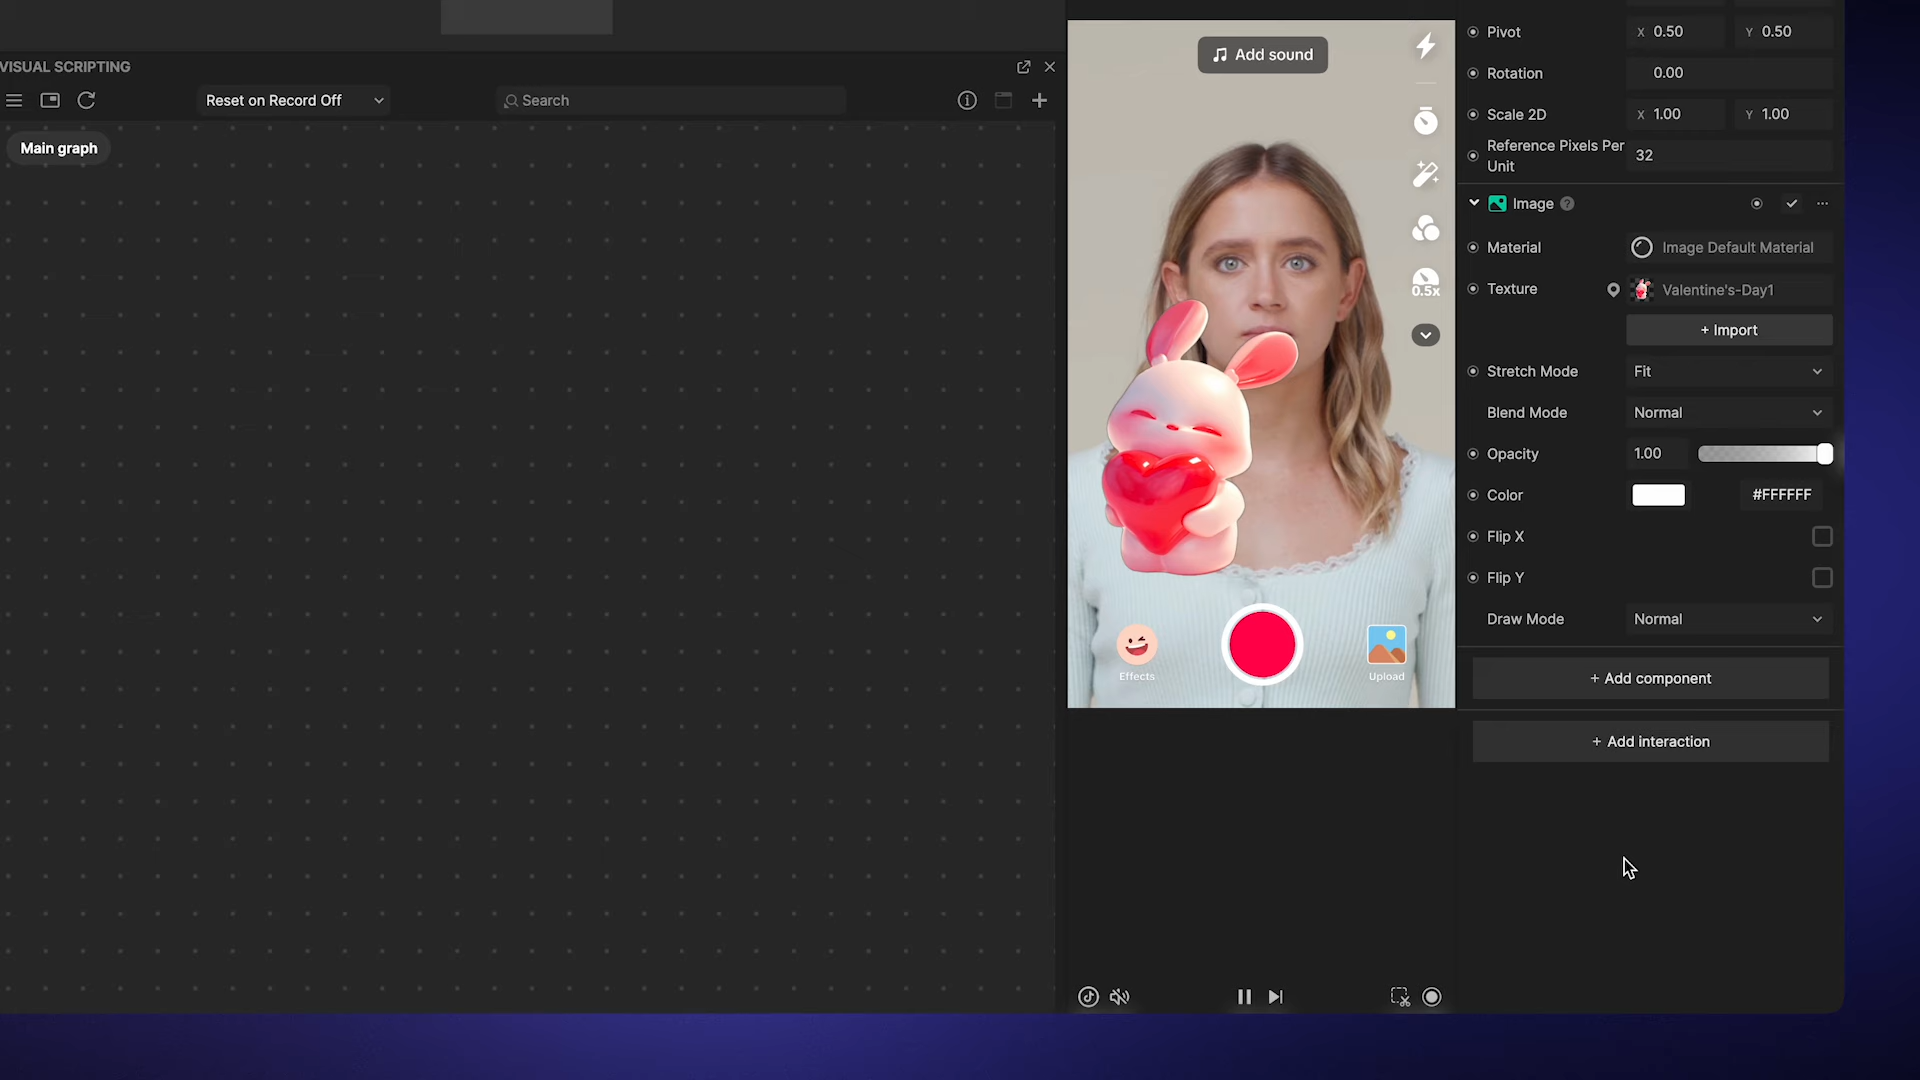 VISUAL SCRIPTING
Reset on Record Off
Search
Main graph
Add sound
0.5x
Effects
Upload
Pivot X 0.50 Y 0.50
Rotation 0.00
Scale 2D X 1.00 Y 1.00
Reference Pixels Per
Unit
32
Image ?
Material Image Default Material
Texture Valentine's-Day1
+ Import
Stretch Mode Fit
Blend Mode Normal
Opacity 1.00
Color #FFFFFF
Flip X
Flip Y
Draw Mode Normal
+ Add component
+ Add interaction